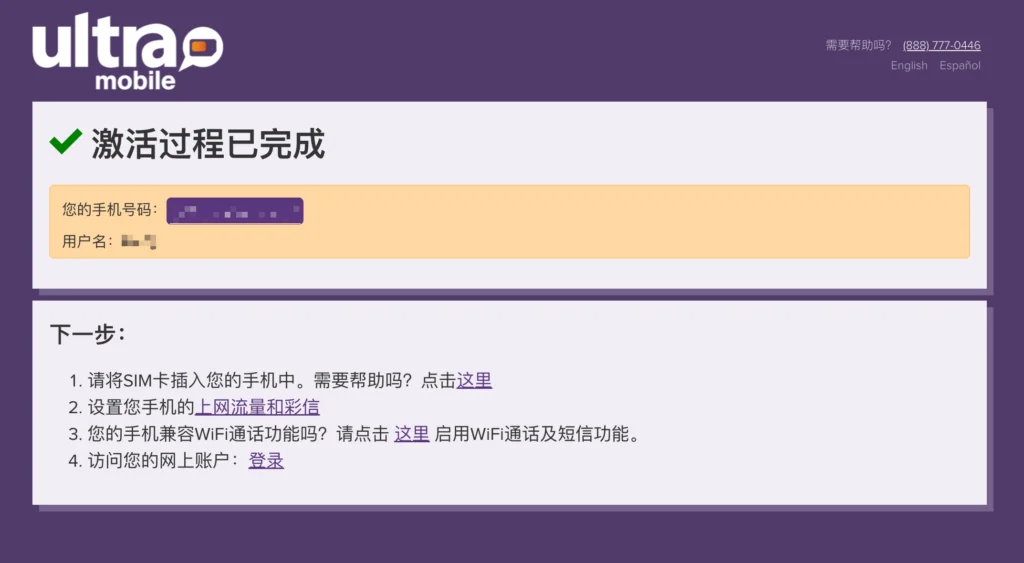 ultra
mobile
需要帮助吗? (888) 777-0446
English Español
激活过程已完成
您的手机号码：
用户名：
下一步：
1. 请将SIM卡插入您的手机中。需要帮助吗？点击这里
2. 设置您手机的上网流量和彩信
3. 您的手机兼容WiFi通话功能吗？请点击 这里 启用WiFi通话及短信功能。
4. 访问您的网上账户：登录